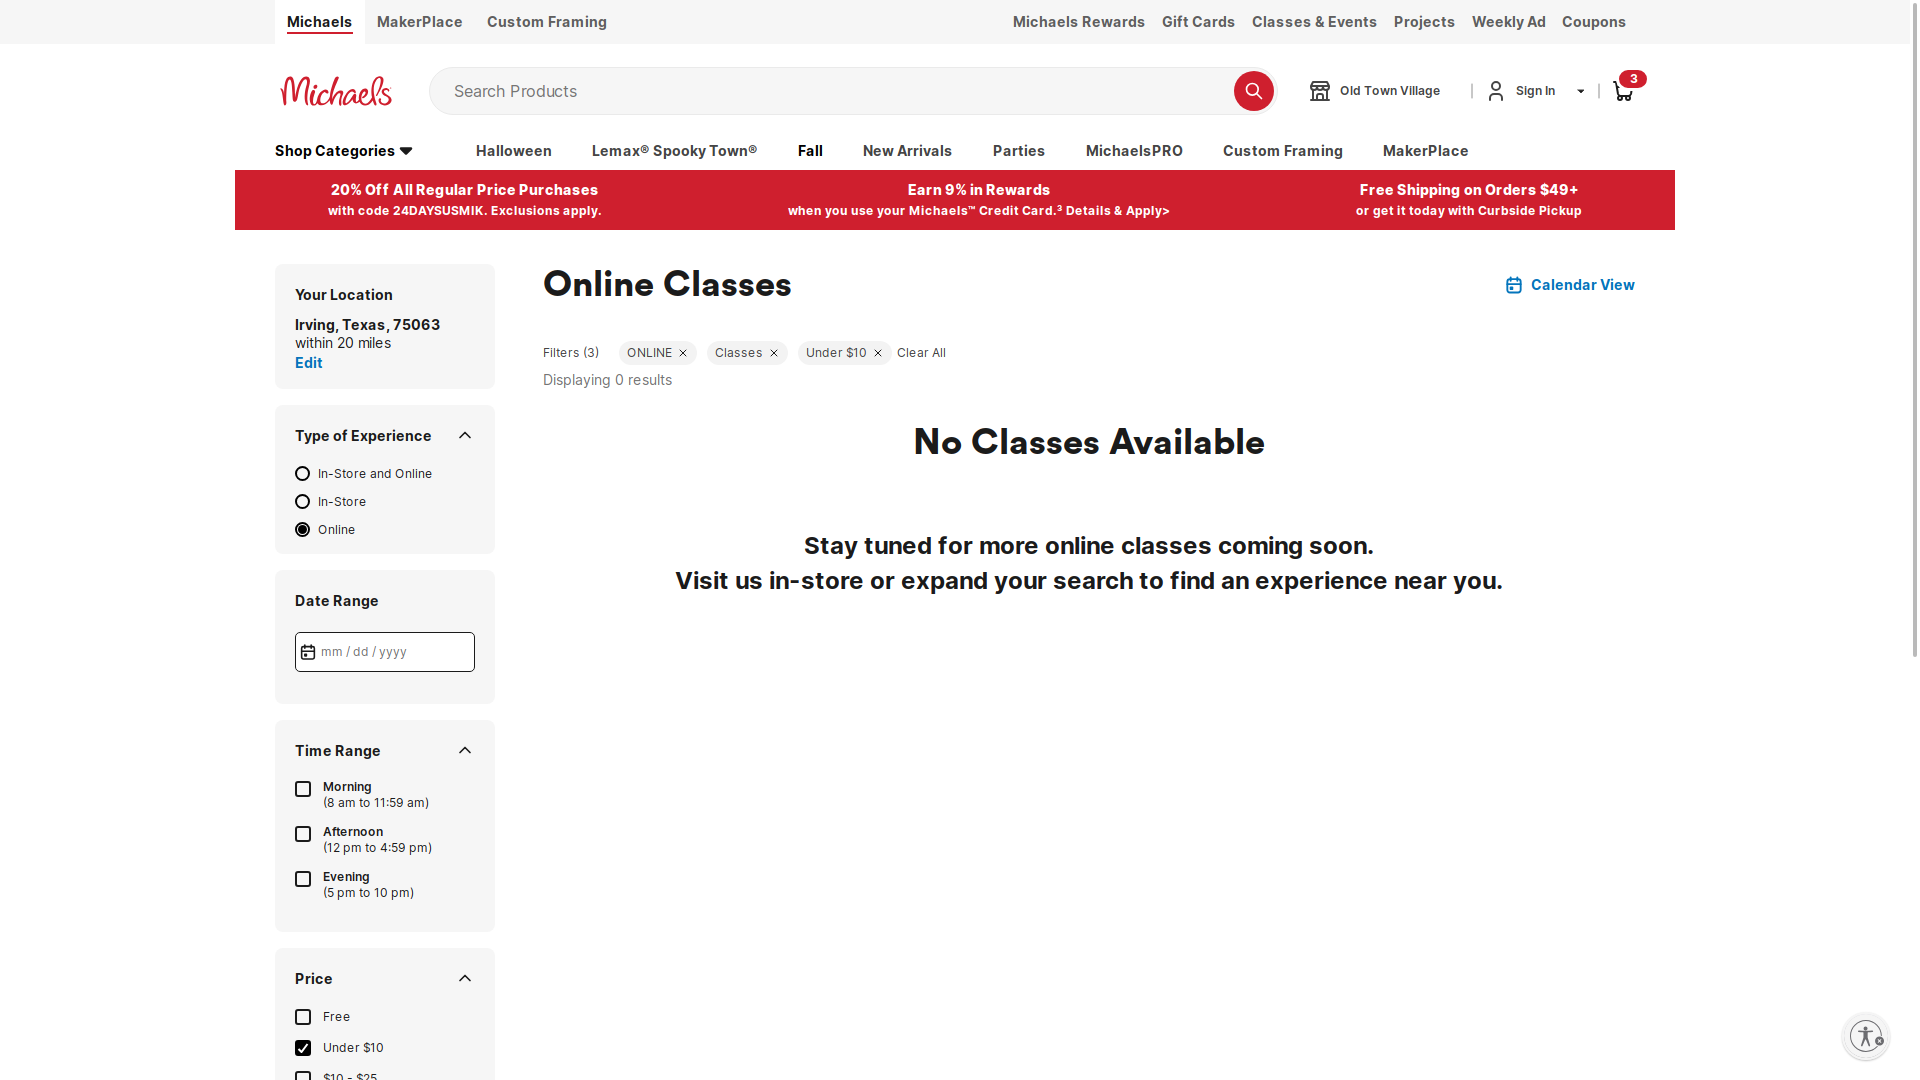 Michaels MakerPlace Custom Framing Michaels Rewards Gift Cards Classes & Events Projects Weekly Ad Coupons
Michaels Search Products Old Town Village Sign In 3
Shop Categories Halloween Lemax® Spooky Town® Fall New Arrivals Parties MichaelsPRO Custom Framing MakerPlace
20% Off All Regular Price Purchases
with code 24DAYSUSMIK. Exclusions apply.
Earn 9% in Rewards
when you use your Michaels™ Credit Card.³ Details & Apply>
Free Shipping on Orders $49+
or get it today with Curbside Pickup
Your Location
Irving, Texas, 75063
within 20 miles
Edit
Type of Experience
In-Store and Online
In-Store
Online
Date Range
mm / dd / yyyy
Time Range
Morning
(8 am to 11:59 am)
Afternoon
(12 pm to 4:59 pm)
Evening
(5 pm to 10 pm)
Price
Free
Under $10
$10 - $25
Online Classes
Calendar View
Filters (3) ONLINE Classes Under $10 Clear All
Displaying 0 results
No Classes Available
Stay tuned for more online classes coming soon.
Visit us in-store or expand your search to find an experience near you.